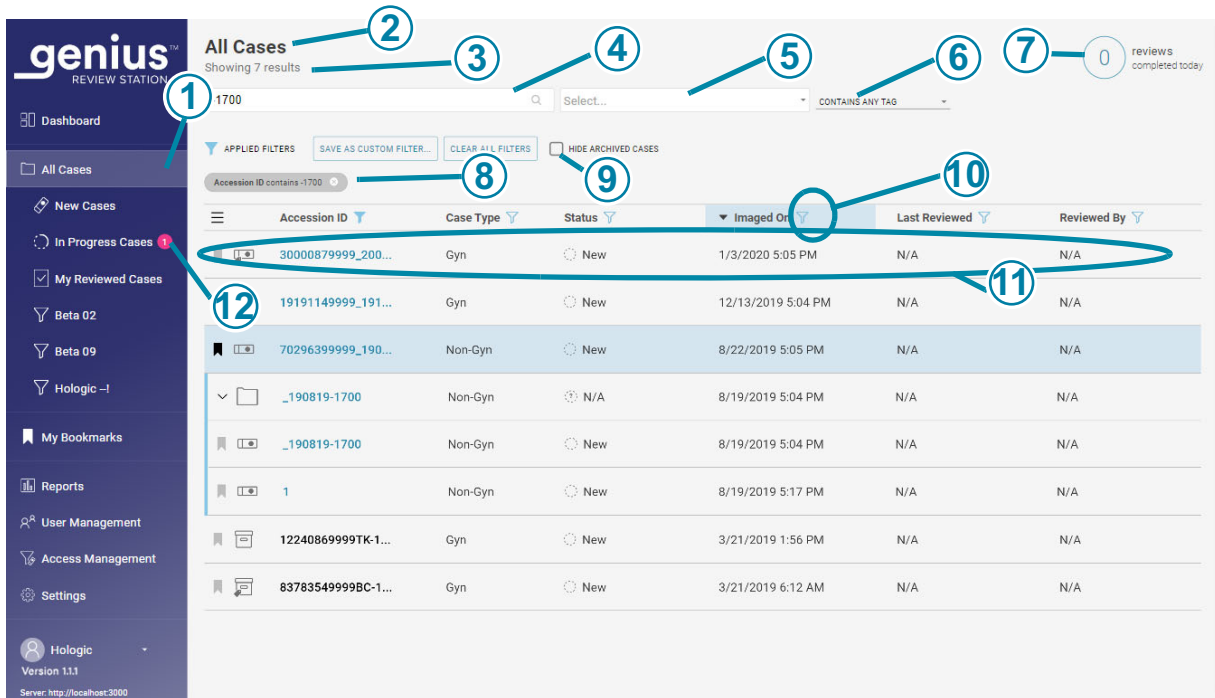 genius™
REVIEW STATION
Dashboard
All Cases
New Cases
In Progress Cases 1
My Reviewed Cases
Beta 02
Beta 09
Hologic –!
My Bookmarks
Reports
User Management
Access Management
Settings
Hologic
Version 1.1.1
Server: http://localhost:3000
All Cases
Showing 7 results
0 reviews
completed today
-1700 Select... CONTAINS ANY TAG
APPLIED FILTERS SAVE AS CUSTOM FILTER... CLEAR ALL FILTERS HIDE ARCHIVED CASES
Accession ID contains -1700
Accession ID Case Type Status Imaged On Last Reviewed Reviewed By
30000879999_200... Gyn New 1/3/2020 5:05 PM N/A N/A
19191149999_191... Gyn New 12/13/2019 5:04 PM N/A N/A
70296399999_190... Non-Gyn New 8/22/2019 5:05 PM N/A N/A
_190819-1700 Non-Gyn N/A 8/19/2019 5:04 PM N/A N/A
_190819-1700 Non-Gyn New 8/19/2019 5:04 PM N/A N/A
1 Non-Gyn New 8/19/2019 5:17 PM N/A N/A
12240869999TK-1... Gyn New 3/21/2019 1:56 PM N/A N/A
83783549999BC-1... Gyn New 3/21/2019 6:12 AM N/A N/A
1
2
3
4
5
6
7
8
9
10
11
12